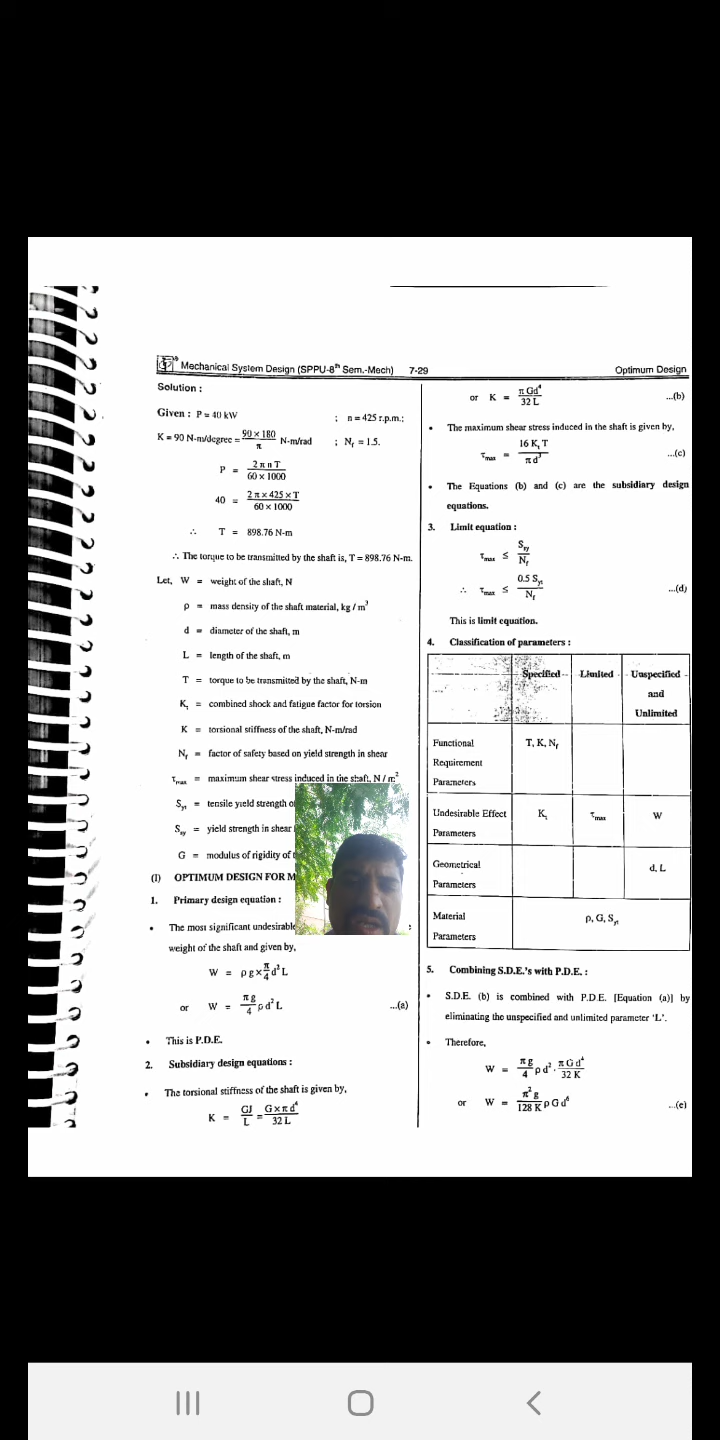 Mechanical System Design (SPPU-8th Sem.-Mech) 7-29 Optimum Design
Solution :
Given : P = 40 kW ; n = 425 r.p.m.;
K = 90 N-m/degree = 90 × 180 / π N-m/rad ; Nf = 1.5.
P = 2 π n T / 60 × 1000
40 = 2 π × 425 × T / 60 × 1000
∴ T = 898.76 N-m
∴ The torque to be transmitted by the shaft is, T = 898.76 N-m.
Let, W = weight of the shaft, N
ρ = mass density of the shaft material, kg / m³
d = diameter of the shaft, m
L = length of the shaft, m
T = torque to be transmitted by the shaft, N-m
Kt = combined shock and fatigue factor for torsion
K = torsional stiffness of the shaft, N-m/rad
Nf = factor of safety based on yield strength in shear
τmax = maximum shear stress induced in the shaft, N / m²
Syt = tensile yield strength
Ssy = yield strength in shear
G = modulus of rigidity of
(I) OPTIMUM DESIGN FOR
1. Primary design equation :
• The most significant undesirable
weight of the shaft and given by,
W = ρ g × π/4 d² L
or W = π g / 4 ρ d² L ...(a)
• This is P.D.E.
2. Subsidiary design equations :
• The torsional stiffness of the shaft is given by,
K = GJ / L = G × π d⁴ / 32 L
or K = π Gd⁴ / 32 L ...(b)
• The maximum shear stress induced in the shaft is given by,
τmax = 16 Kt T / π d³ ...(c)
• The Equations (b) and (c) are the subsidiary design
equations.
3. Limit equation :
τmax ≤ Ssy / Nf
∴ τmax ≤ 0.5 Syt / Nf ...(d)
This is limit equation.
4. Classification of parameters :
Specified Limited Unspecified
and
Unlimited
Functional T, K, Nf
Requirement
Parameters
Undesirable Effect Kt τmax W
Parameters
Geometrical d, L
Parameters
Material ρ, G, Syt
Parameters
5. Combining S.D.E.'s with P.D.E. :
• S.D.E. (b) is combined with P.D.E. [Equation (a)] by
eliminating the unspecified and unlimited parameter 'L'.
• Therefore,
W = π g / 4 ρ d² . π G d⁴ / 32 K
or W = π² g / 128 K ρ G d⁶ ...(e)